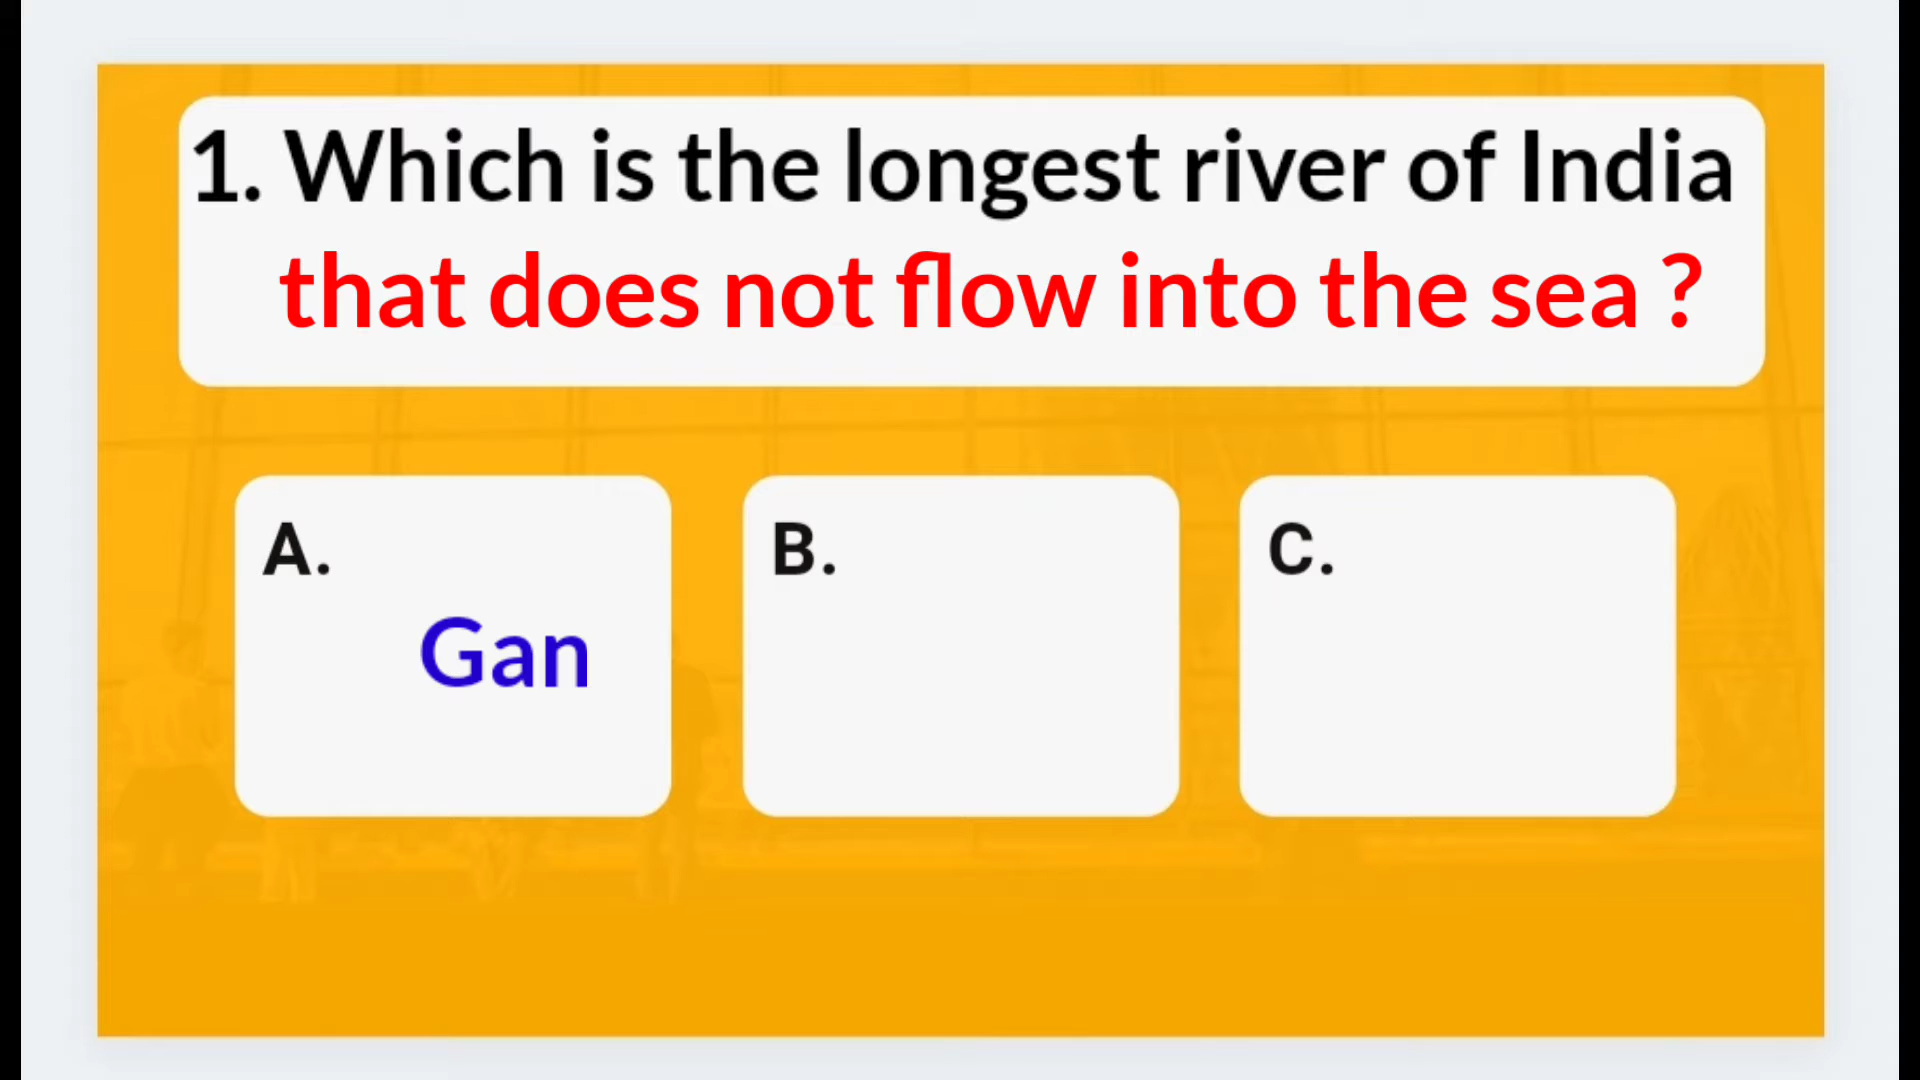 1. Which is the longest river of India
that does not flow into the sea ?
A.
Gan
B.
C.